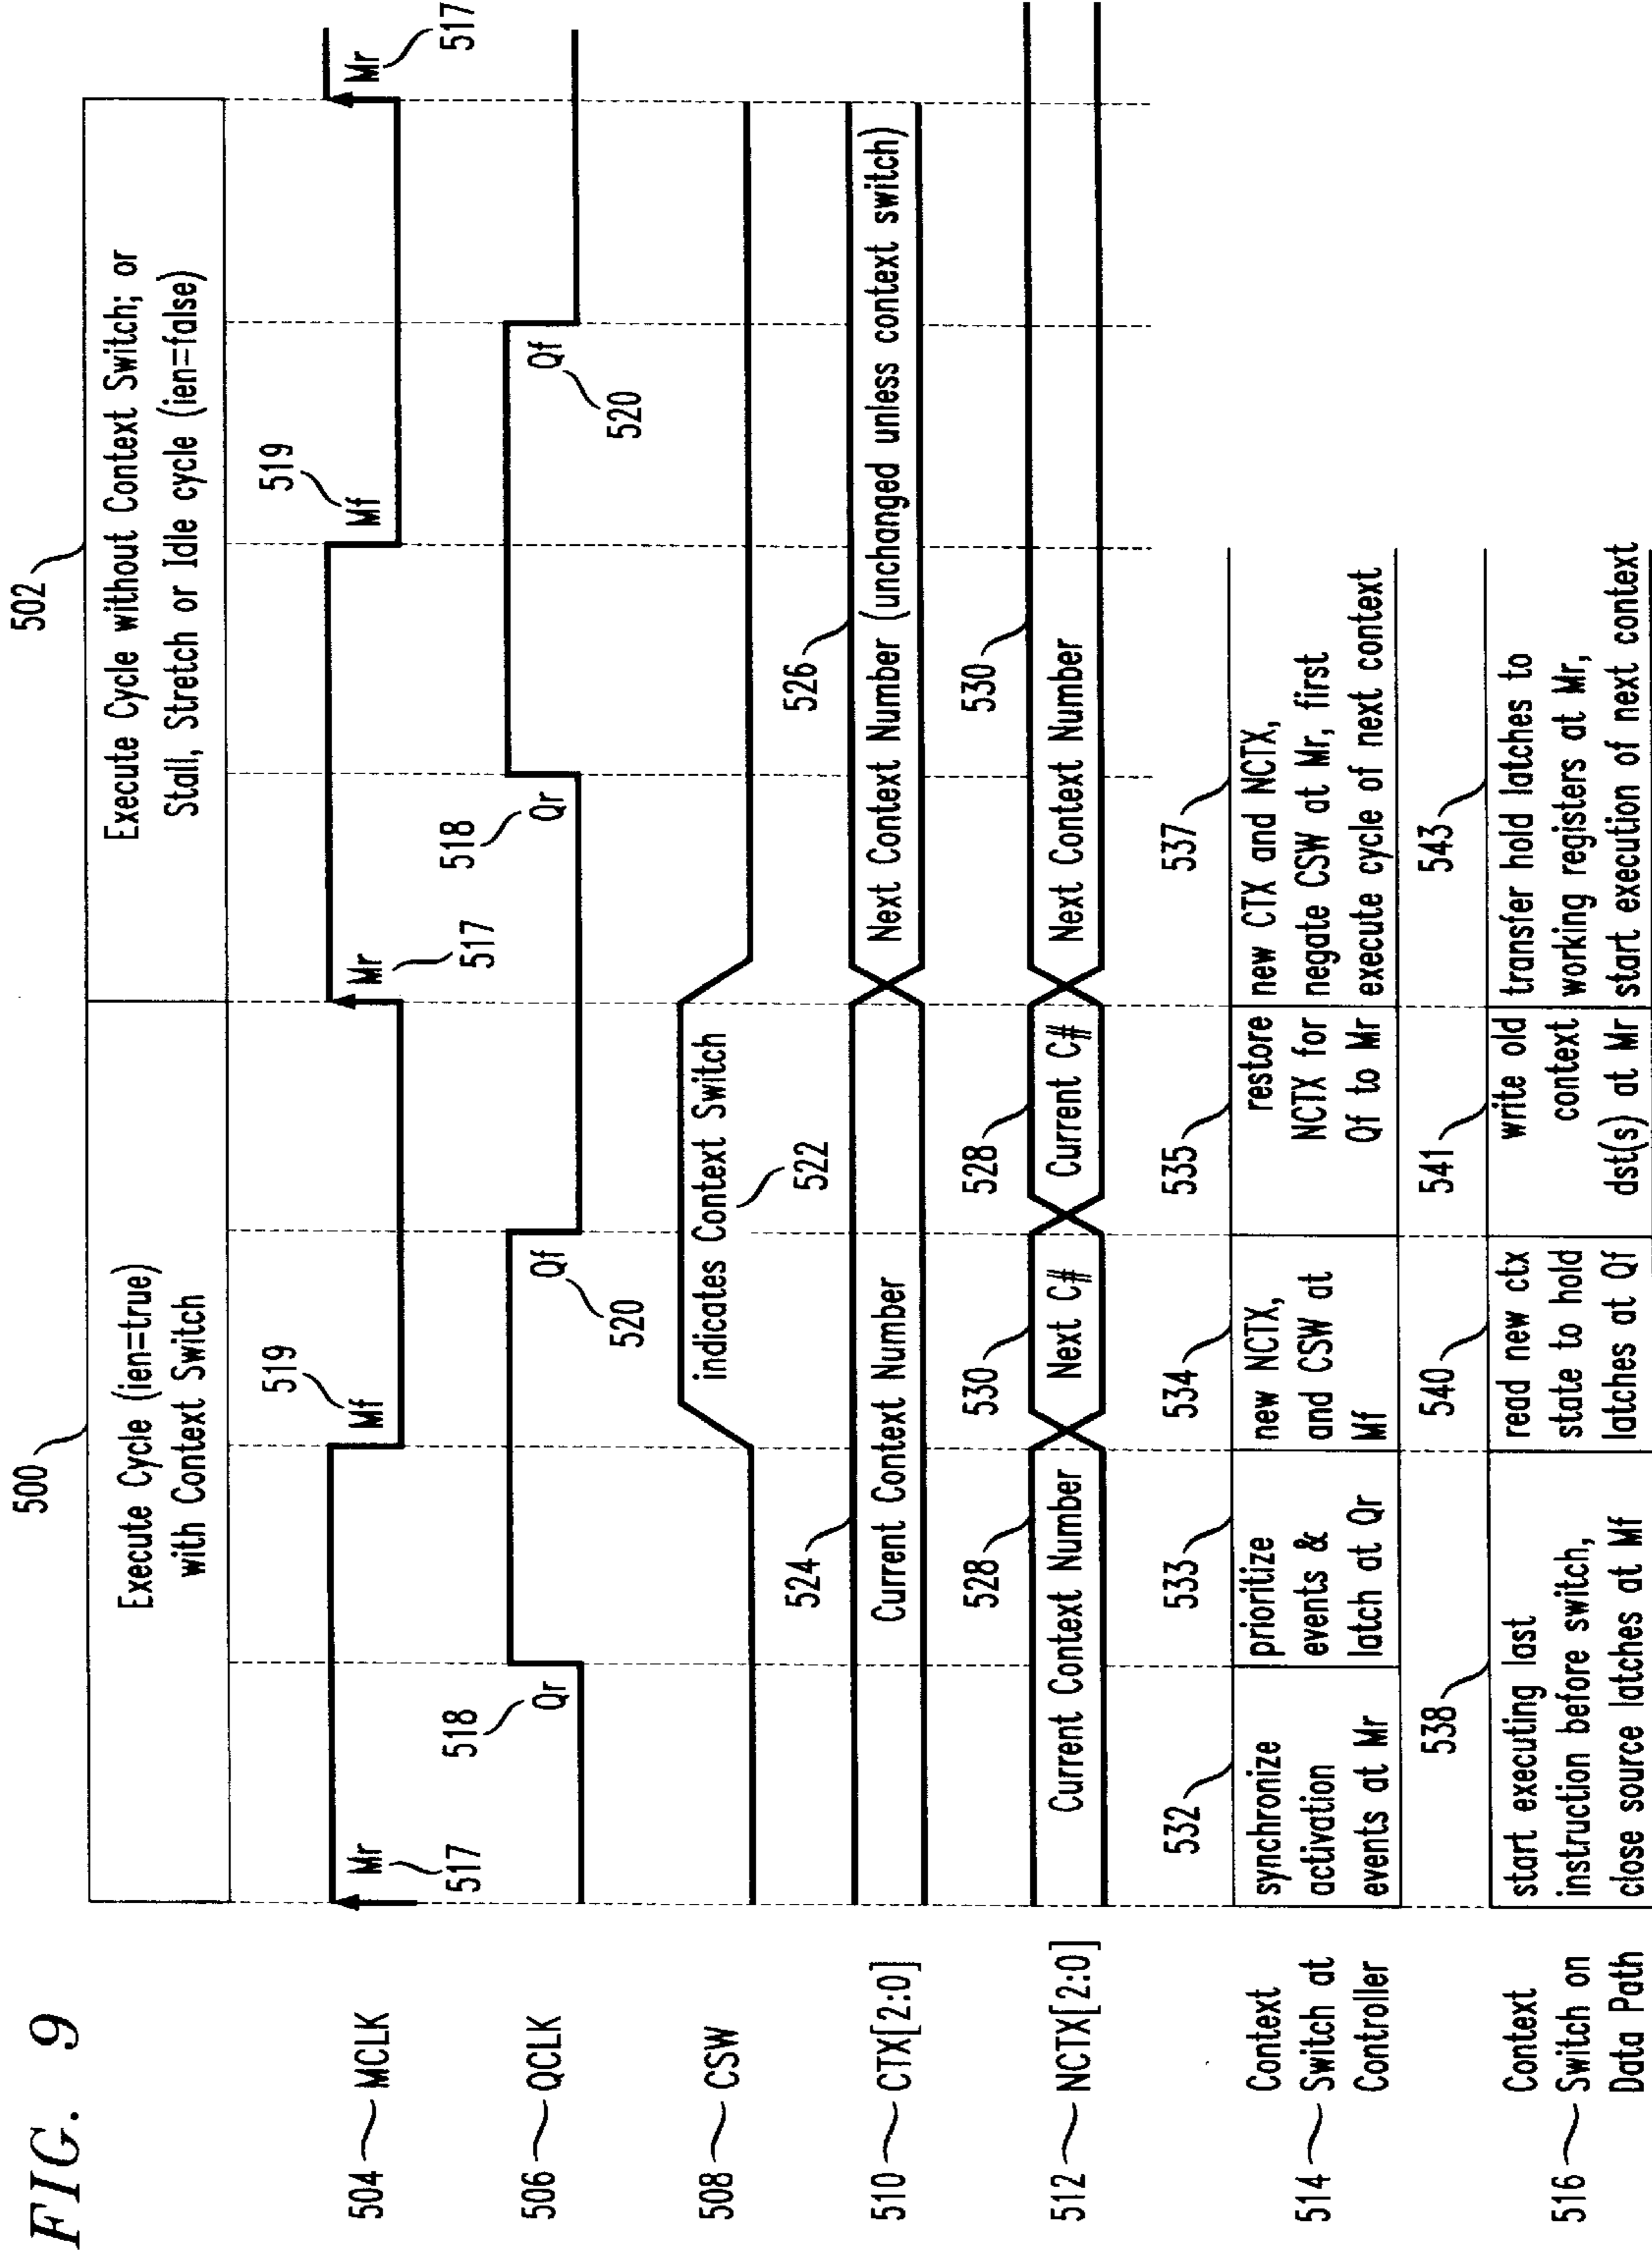 FIG. 9
500
502
Execute Cycle (ien=true)
with Context Switch
Execute Cycle without Context Switch; or
Stall, Stretch or Idle cycle (ien=false)
504 MCLK
Mr
517
Mf
519
Mr
517
Mf
519
Mr
517
506 QCLK
518
Qr
Qf
520
518
Qr
Qf
520
508 CSW
indicates Context Switch
522
510 CTX[2:0]
524
Current Context Number
526
Next Context Number (unchanged unless context switch)
512 NCTX[2:0]
528
Current Context Number
530
Next C#
528
Current C#
530
Next Context Number
514
Context
Switch at
Controller
532
synchronize
activation
events at Mr
533
prioritize
events &
latch at Qr
534
new NCTX,
and CSW at
Mf
535
restore
NCTX for
Qf to Mr
537
new CTX and NCTX,
negate CSW at Mr, first
execute cycle of next context
516
Context
Switch on
Data Path
538
start executing last
instruction before switch,
close source latches at Mf
540
read new ctx
state to hold
latches at Qf
541
write old
context
dst(s) at Mr
543
transfer hold latches to
working registers at Mr,
start execution of next context